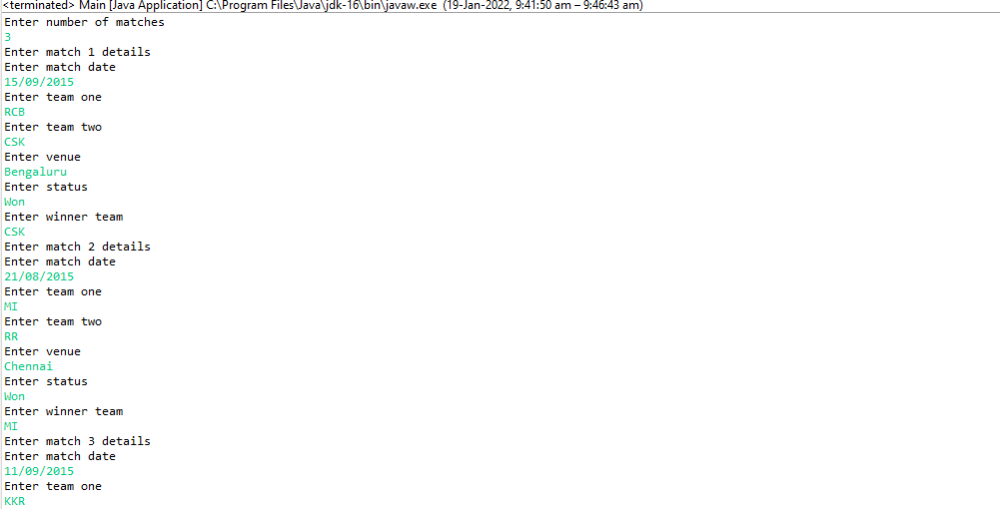 <terminated> Main [Java Application] C:\Program Files\Java\jdk-16\bin\javaw.exe (19-Jan-2022, 9:41:50 am – 9:46:43 am)
Enter number of matches
3
Enter match 1 details
Enter match date
15/09/2015
Enter team one
RCB
Enter team two
CSK
Enter venue
Bengaluru
Enter status
Won
Enter winner team
CSK
Enter match 2 details
Enter match date
21/08/2015
Enter team one
MI
Enter team two
RR
Enter venue
Chennai
Enter status
Won
Enter winner team
MI
Enter match 3 details
Enter match date
11/09/2015
Enter team one
KKR